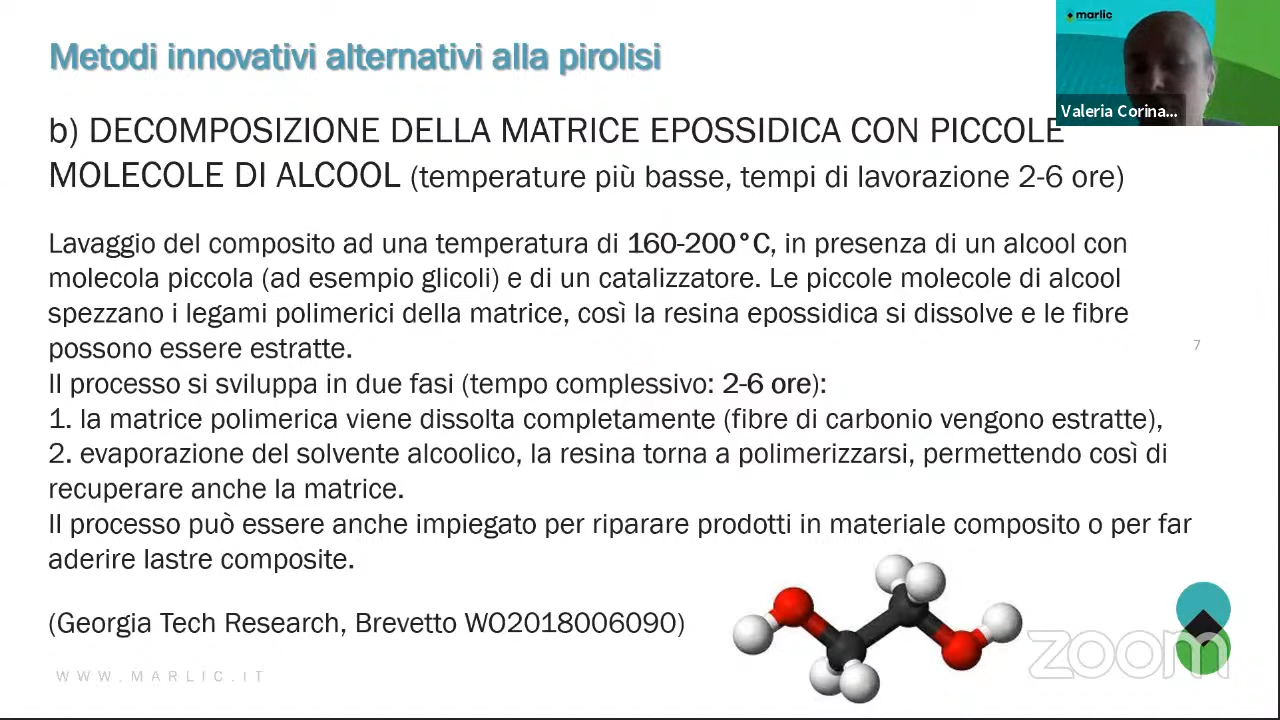 Metodi innovativi alternativi alla pirolisi
marlic
Valeria Corina...
b) DECOMPOSIZIONE DELLA MATRICE EPOSSIDICA CON PICCOLE
MOLECOLE DI ALCOOL (temperature più basse, tempi di lavorazione 2-6 ore)
Lavaggio del composito ad una temperatura di 160-200°C, in presenza di un alcool con
molecola piccola (ad esempio glicoli) e di un catalizzatore. Le piccole molecole di alcool
spezzano i legami polimerici della matrice, così la resina epossidica si dissolve e le fibre
possono essere estratte.
7
Il processo si sviluppa in due fasi (tempo complessivo: 2-6 ore):
1. la matrice polimerica viene dissolta completamente (fibre di carbonio vengono estratte),
2. evaporazione del solvente alcoolico, la resina torna a polimerizzarsi, permettendo così di
recuperare anche la matrice.
Il processo può essere anche impiegato per riparare prodotti in materiale composito o per far
aderire lastre composite.
(Georgia Tech Research, Brevetto WO2018006090)
WWW.MARLIC.IT
zoom